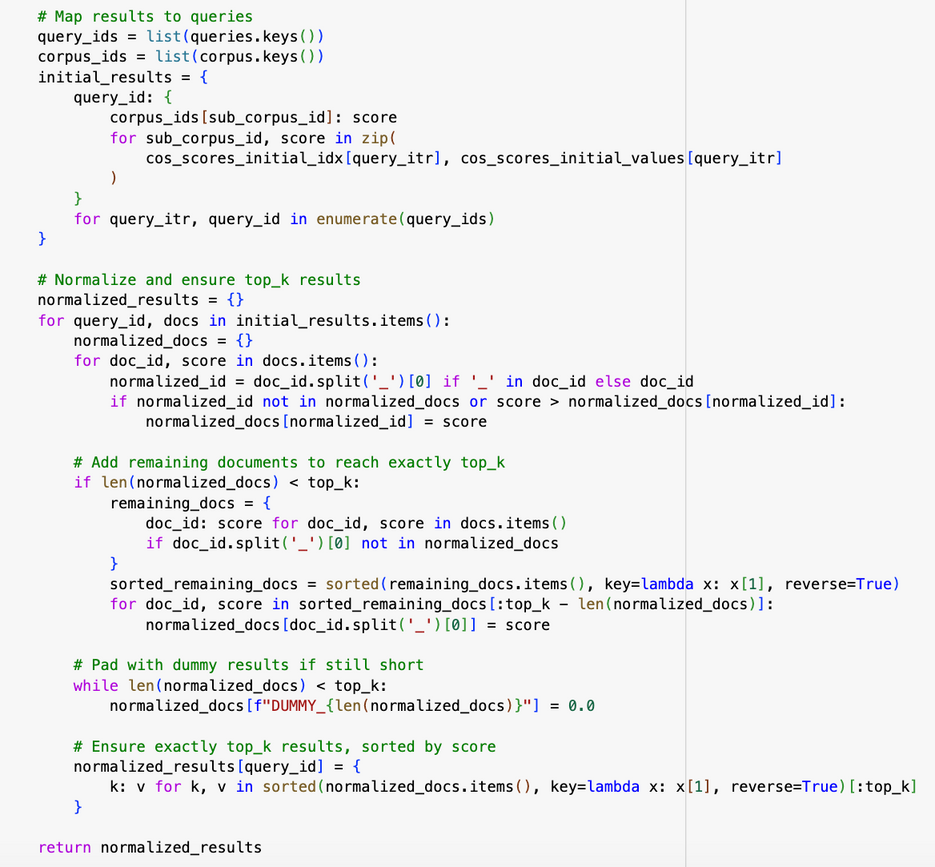 # Map results to queries
query_ids = list(queries.keys())
corpus_ids = list(corpus.keys())
initial_results = {
    query_id: {
        corpus_ids[sub_corpus_id]: score
        for sub_corpus_id, score in zip(
            cos_scores_initial_idx[query_itr], cos_scores_initial_values[query_itr]
        )
    }
    for query_itr, query_id in enumerate(query_ids)
}

# Normalize and ensure top_k results
normalized_results = {}
for query_id, docs in initial_results.items():
    normalized_docs = {}
    for doc_id, score in docs.items():
        normalized_id = doc_id.split('_')[0] if '_' in doc_id else doc_id
        if normalized_id not in normalized_docs or score > normalized_docs[normalized_id]:
            normalized_docs[normalized_id] = score

    # Add remaining documents to reach exactly top_k
    if len(normalized_docs) < top_k:
        remaining_docs = {
            doc_id: score for doc_id, score in docs.items()
            if doc_id.split('_')[0] not in normalized_docs
        }
        sorted_remaining_docs = sorted(remaining_docs.items(), key=lambda x: x[1], reverse=True)
        for doc_id, score in sorted_remaining_docs[:top_k - len(normalized_docs)]:
            normalized_docs[doc_id.split('_')[0]] = score

    # Pad with dummy results if still short
    while len(normalized_docs) < top_k:
        normalized_docs[f"DUMMY_{len(normalized_docs)}"] = 0.0

    # Ensure exactly top_k results, sorted by score
    normalized_results[query_id] = {
        k: v for k, v in sorted(normalized_docs.items(), key=lambda x: x[1], reverse=True)[:top_k]
    }

return normalized_results